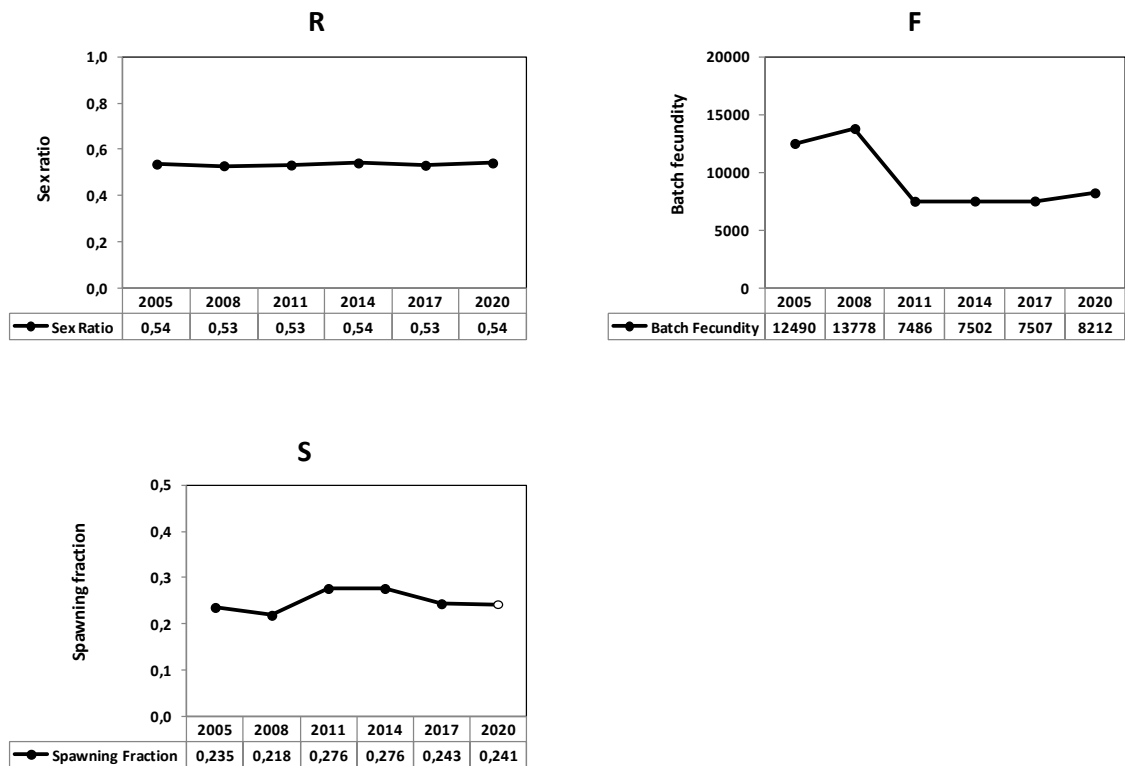 R
Sex ratio
1,0
0,8
0,6
0,4
0,2
0,0
2005 2008 2011 2014 2017 2020
Sex Ratio 0,54 0,53 0,53 0,54 0,53 0,54
F
Batch fecundity
20000
15000
10000
5000
0
2005 2008 2011 2014 2017 2020
Batch Fecundity 12490 13778 7486 7502 7507 8212
S
Spawning fraction
0,5
0,4
0,3
0,2
0,1
0,0
2005 2008 2011 2014 2017 2020
Spawning Fraction 0,235 0,218 0,276 0,276 0,243 0,241